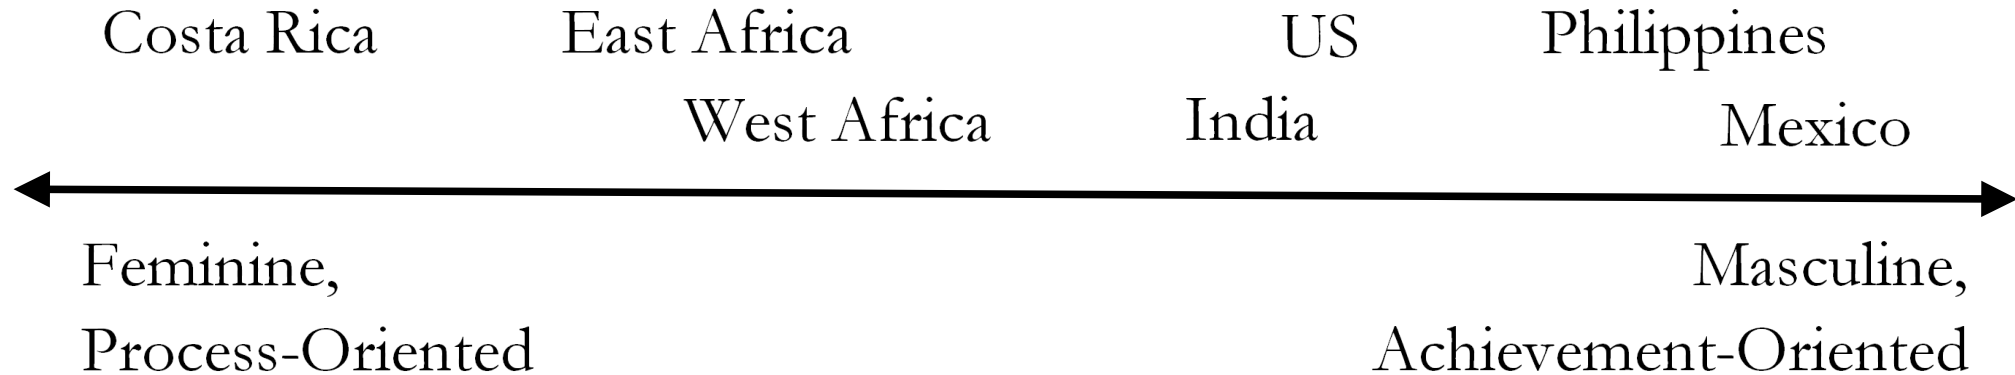 Costa Rica East Africa US Philippines
West Africa India Mexico
Feminine, Masculine,
Process-Oriented Achievement-Oriented